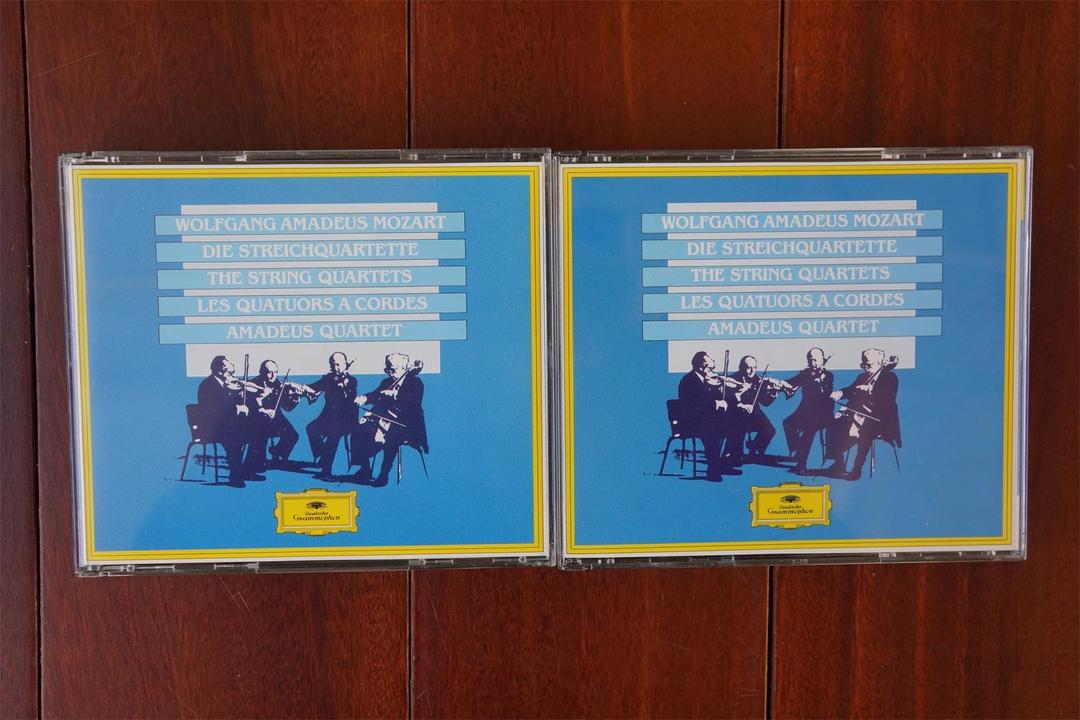 WOLFGANG AMADEUS MOZART
DIE STREICHQUARTETTE
THE STRING QUARTETS
LES QUATUORS A CORDES
AMADEUS QUARTET
Deutsche
Grammophon
WOLFGANG AMADEUS MOZART
DIE STREICHQUARTETTE
THE STRING QUARTETS
LES QUATUORS A CORDES
AMADEUS QUARTET
Deutsche
Grammophon